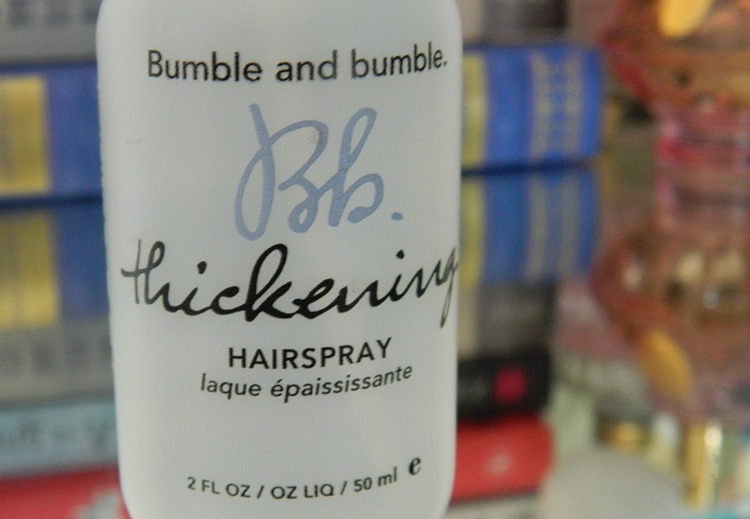 Bumble and bumble.
Bb.
thickening
HAIRSPRAY
laque épaississante
2 FL OZ / OZ LIQ / 50 ml e